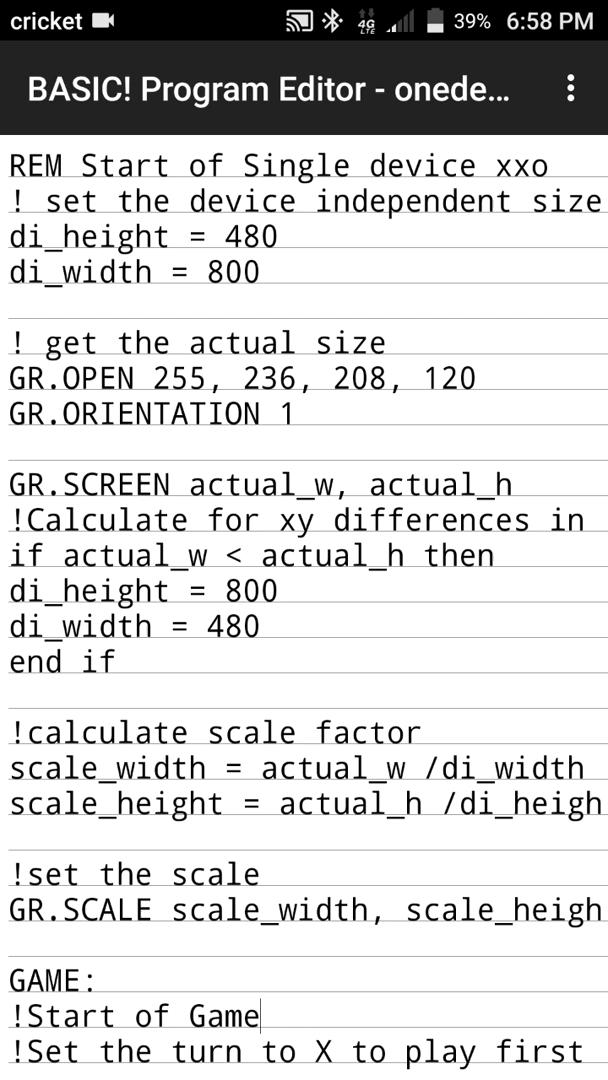 cricket 4G LTE 39% 6:58 PM
BASIC! Program Editor - onede...
REM Start of Single device xxo
! set the device independent size
di_height = 480
di_width = 800
! get the actual size
GR.OPEN 255, 236, 208, 120
GR.ORIENTATION 1
GR.SCREEN actual_w, actual_h
!Calculate for xy differences in
if actual_w < actual_h then
di_height = 800
di_width = 480
end if
!calculate scale factor
scale_width = actual_w /di_width
scale_height = actual_h /di_heigh
!set the scale
GR.SCALE scale_width, scale_heigh
GAME:
!Start of Game
!Set the turn to X to play first